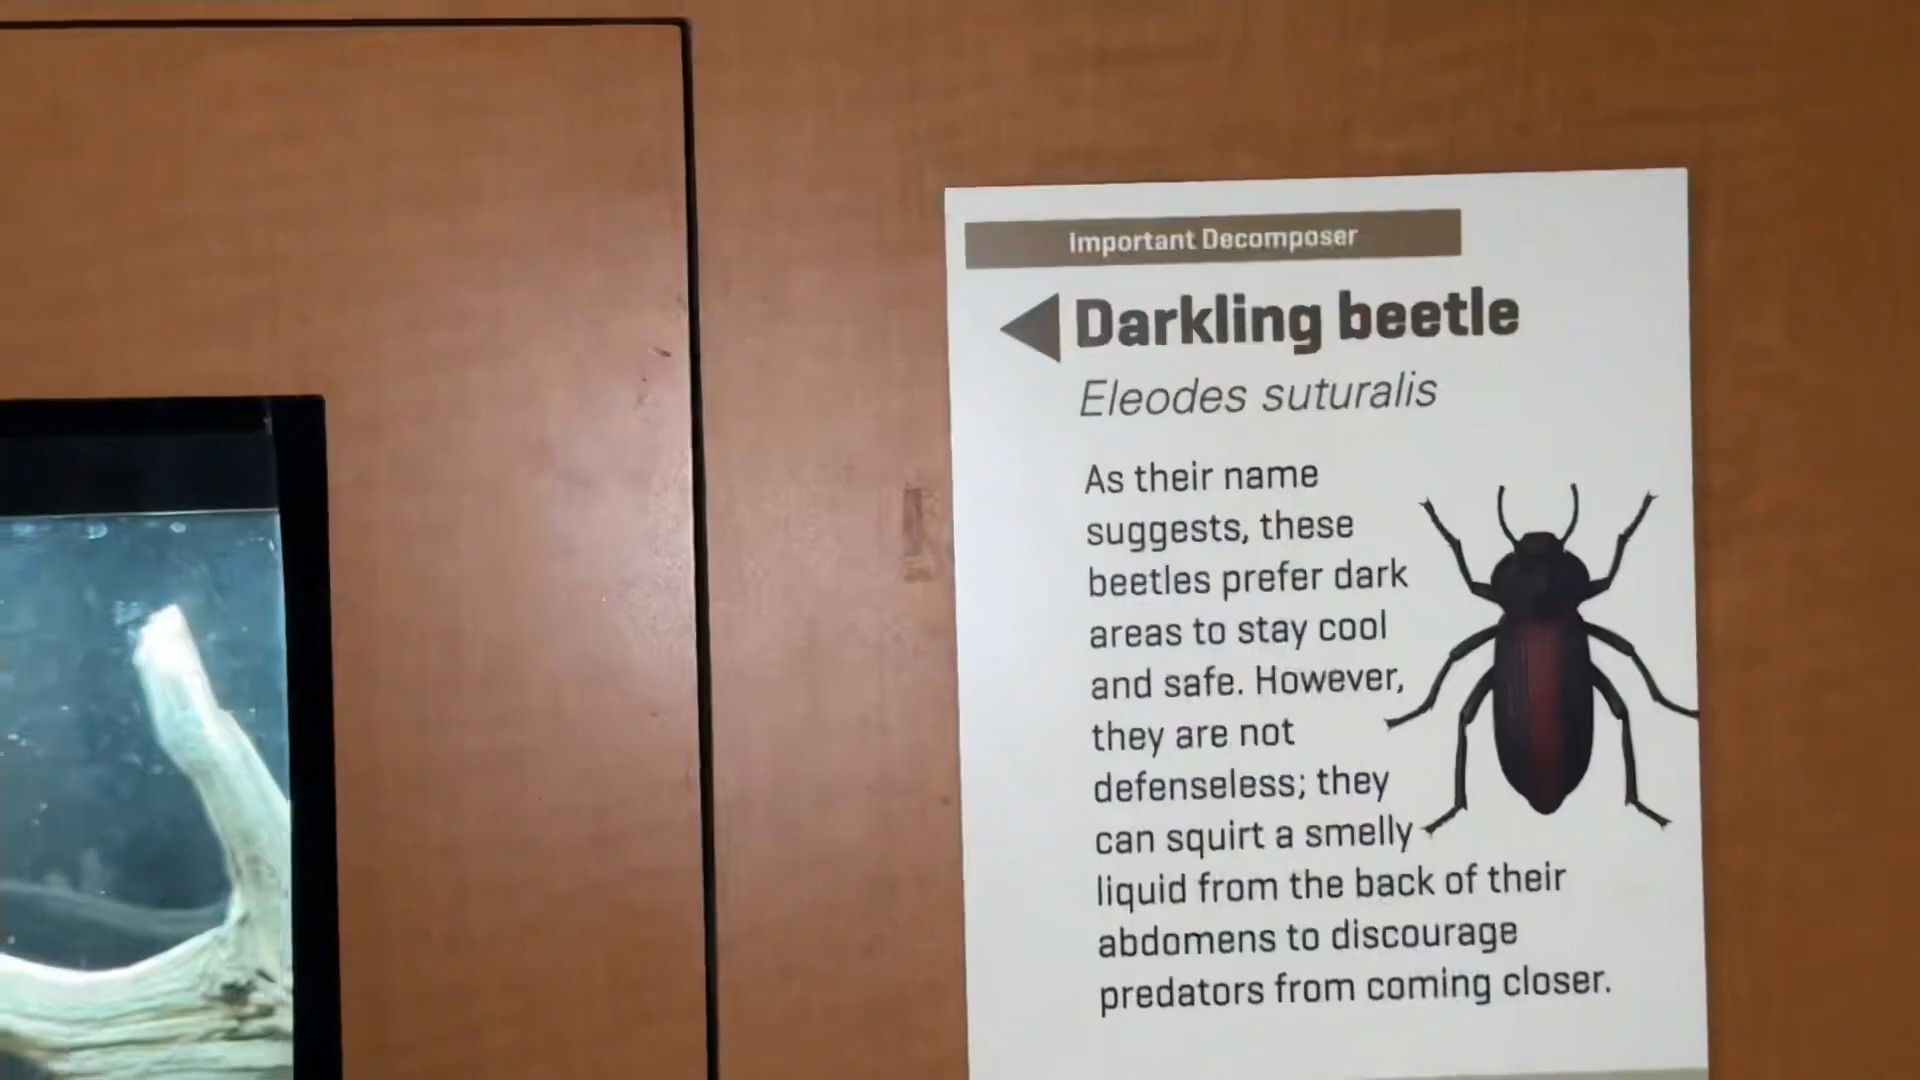 Important Decomposer
Darkling beetle
Eleodes suturalis
As their name
suggests, these
beetles prefer dark
areas to stay cool
and safe. However,
they are not
defenseless; they
can squirt a smelly
liquid from the back of their
abdomens to discourage
predators from coming closer.